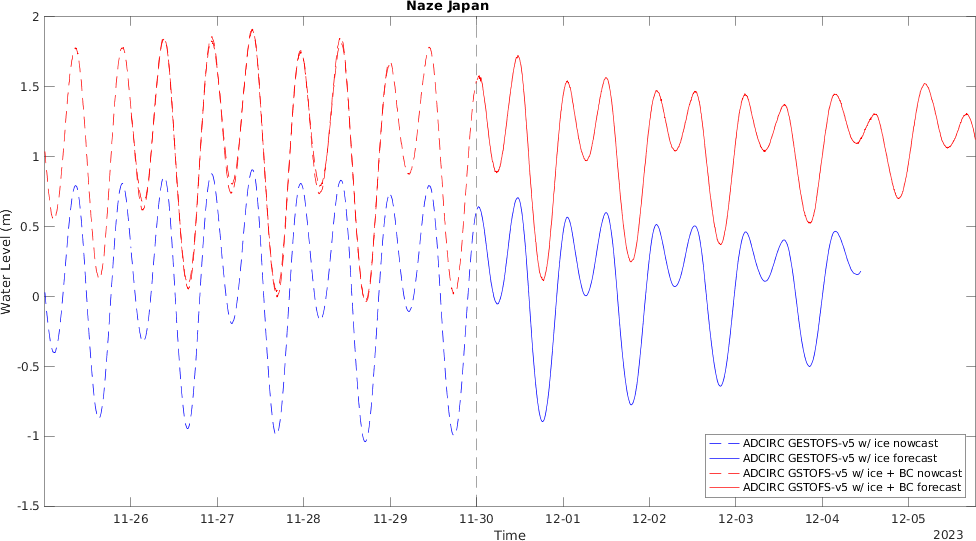 Naze Japan
2
1.5
1
0.5
0
-0.5
-1
-1.5
Water Level (m)
11-26 11-27 11-28 11-29 11-30 12-01 12-02 12-03 12-04 12-05
Time
2023
ADCIRC GESTOFS-v5 w/ ice nowcast
ADCIRC GESTOFS-v5 w/ ice forecast
ADCIRC GSTOFS-v5 w/ ice + BC nowcast
ADCIRC GSTOFS-v5 w/ ice + BC forecast